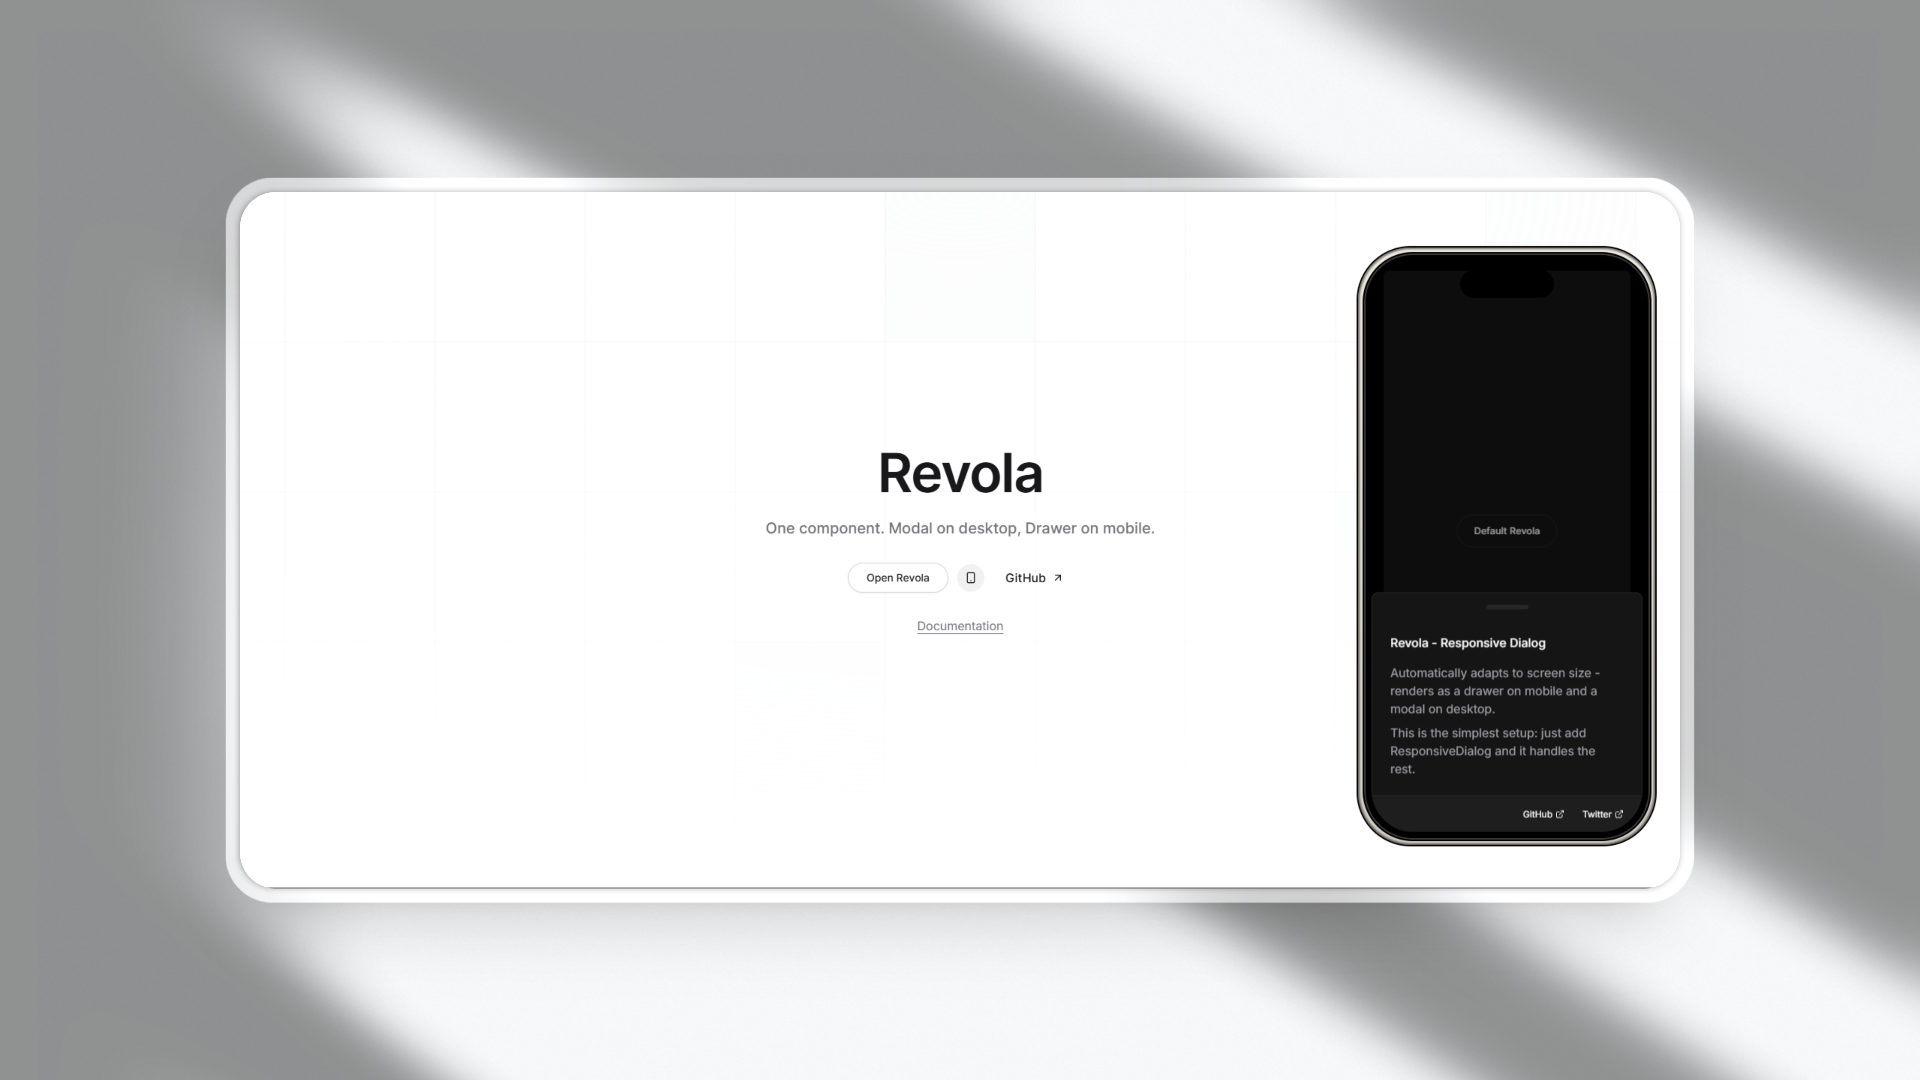 Revola
One component. Modal on desktop, Drawer on mobile.
Open Revola
GitHub
Documentation
Default Revola
Revola - Responsive Dialog
Automatically adapts to screen size -
renders as a drawer on mobile and a
modal on desktop.
This is the simplest setup: just add
ResponsiveDialog and it handles the
rest.
GitHub
Twitter